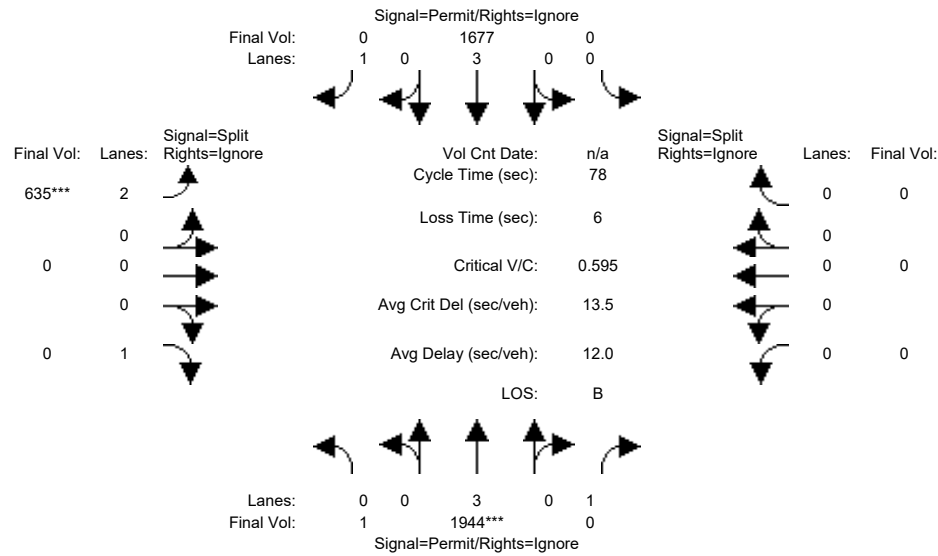 Signal=Permit/Rights=Ignore
Final Vol: 0 1677 0
Lanes: 1 0 3 0 0
Signal=Split Signal=Split
Final Vol: Lanes: Rights=Ignore Vol Cnt Date: n/a Rights=Ignore Lanes: Final Vol:
Cycle Time (sec): 78
635*** 2 0 0
Loss Time (sec): 6
0 0
0 0 Critical V/C: 0.595 0 0
0 Avg Crit Del (sec/veh): 13.5 0
0 1 Avg Delay (sec/veh): 12.0 0 0
LOS: B
Lanes: 0 0 3 0 1
Final Vol: 1 1944*** 0
Signal=Permit/Rights=Ignore